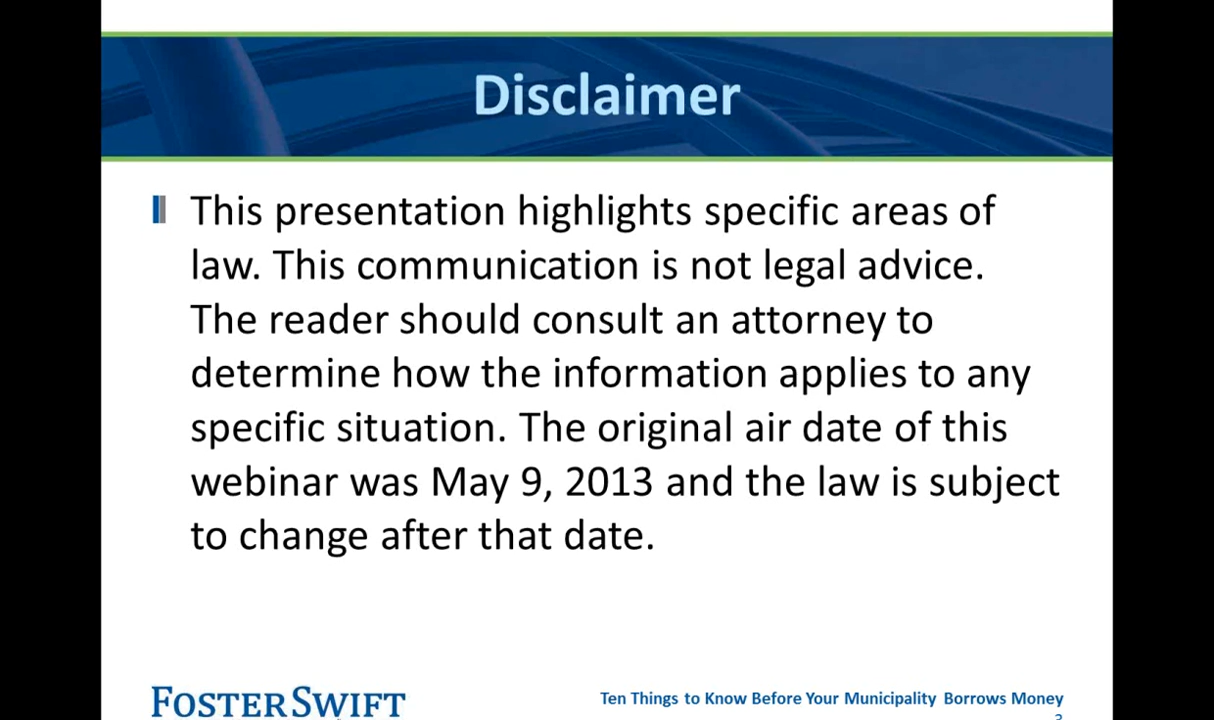 Disclaimer
This presentation highlights specific areas of
law. This communication is not legal advice.
The reader should consult an attorney to
determine how the information applies to any
specific situation. The original air date of this
webinar was May 9, 2013 and the law is subject
to change after that date.
FOSTER SWIFT
Ten Things to Know Before Your Municipality Borrows Money
3